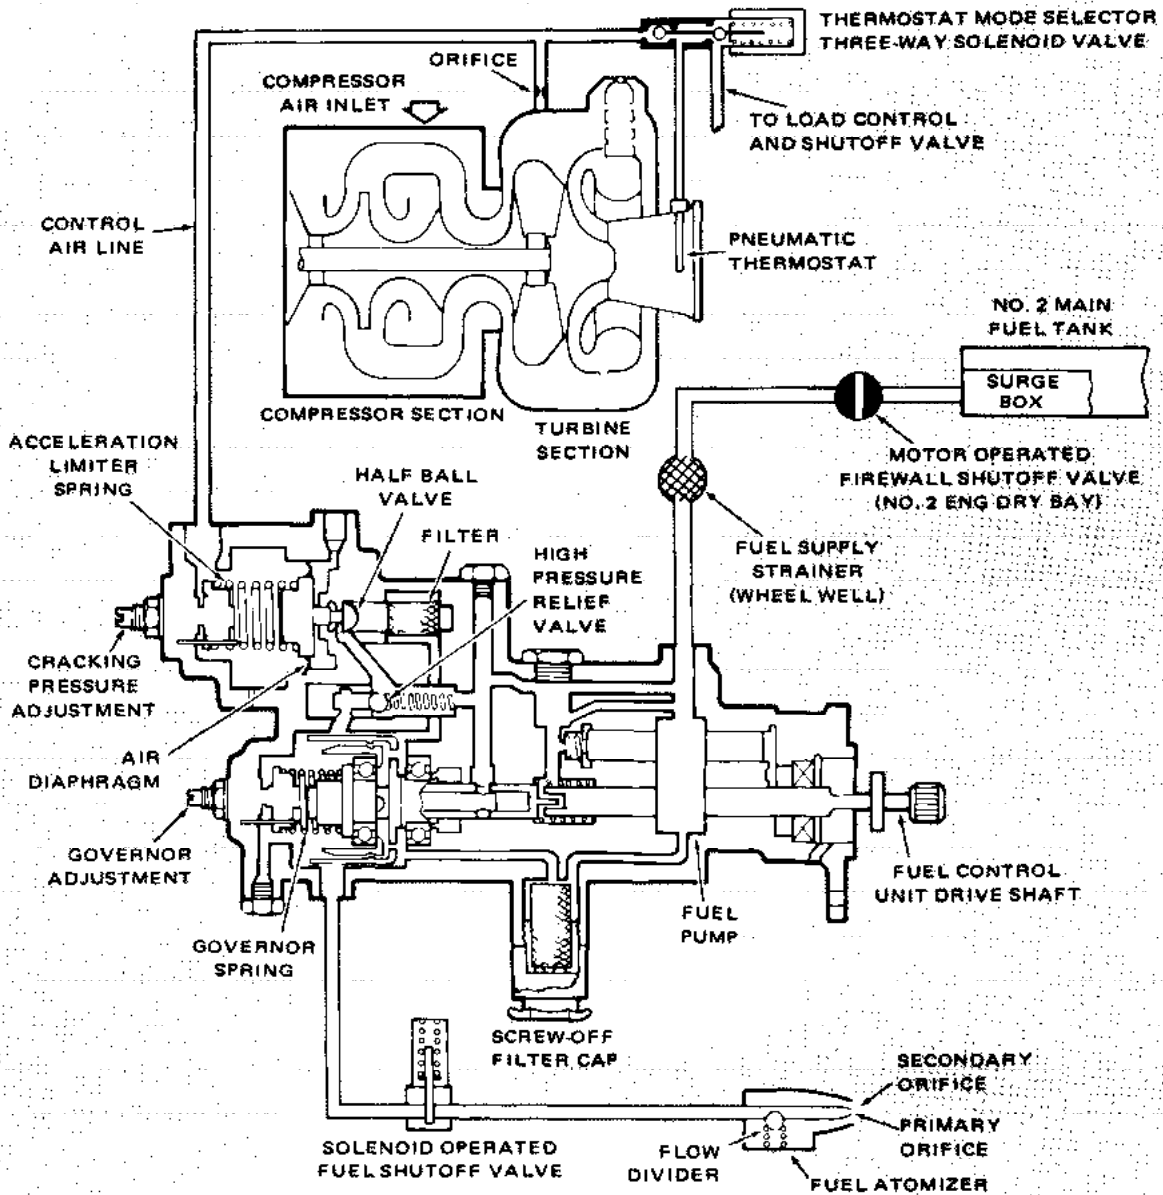 THERMOSTAT MODE SELECTOR
THREE-WAY SOLENOID VALVE
ORIFICE
COMPRESSOR
AIR INLET
TO LOAD CONTROL
AND SHUTOFF VALVE
CONTROL
AIR LINE
PNEUMATIC
THERMOSTAT
NO. 2 MAIN
FUEL TANK
SURGE
BOX
COMPRESSOR SECTION
TURBINE
SECTION
ACCELERATION
LIMITER
SPRING
HALF BALL
VALVE
MOTOR OPERATED
FIREWALL SHUTOFF VALVE
(NO. 2 ENG DRY BAY)
FILTER
HIGH
PRESSURE
RELIEF
VALVE
FUEL SUPPLY
STRAINER
(WHEEL WELL)
CRACKING
PRESSURE
ADJUSTMENT
AIR
DIAPHRAGM
GOVERNOR
ADJUSTMENT
FUEL CONTROL
UNIT DRIVE SHAFT
FUEL
PUMP
GOVERNOR
SPRING
SCREW-OFF
FILTER CAP
SECONDARY
ORIFICE
PRIMARY
ORIFICE
SOLENOID OPERATED
FUEL SHUTOFF VALVE
FLOW
DIVIDER
FUEL ATOMIZER